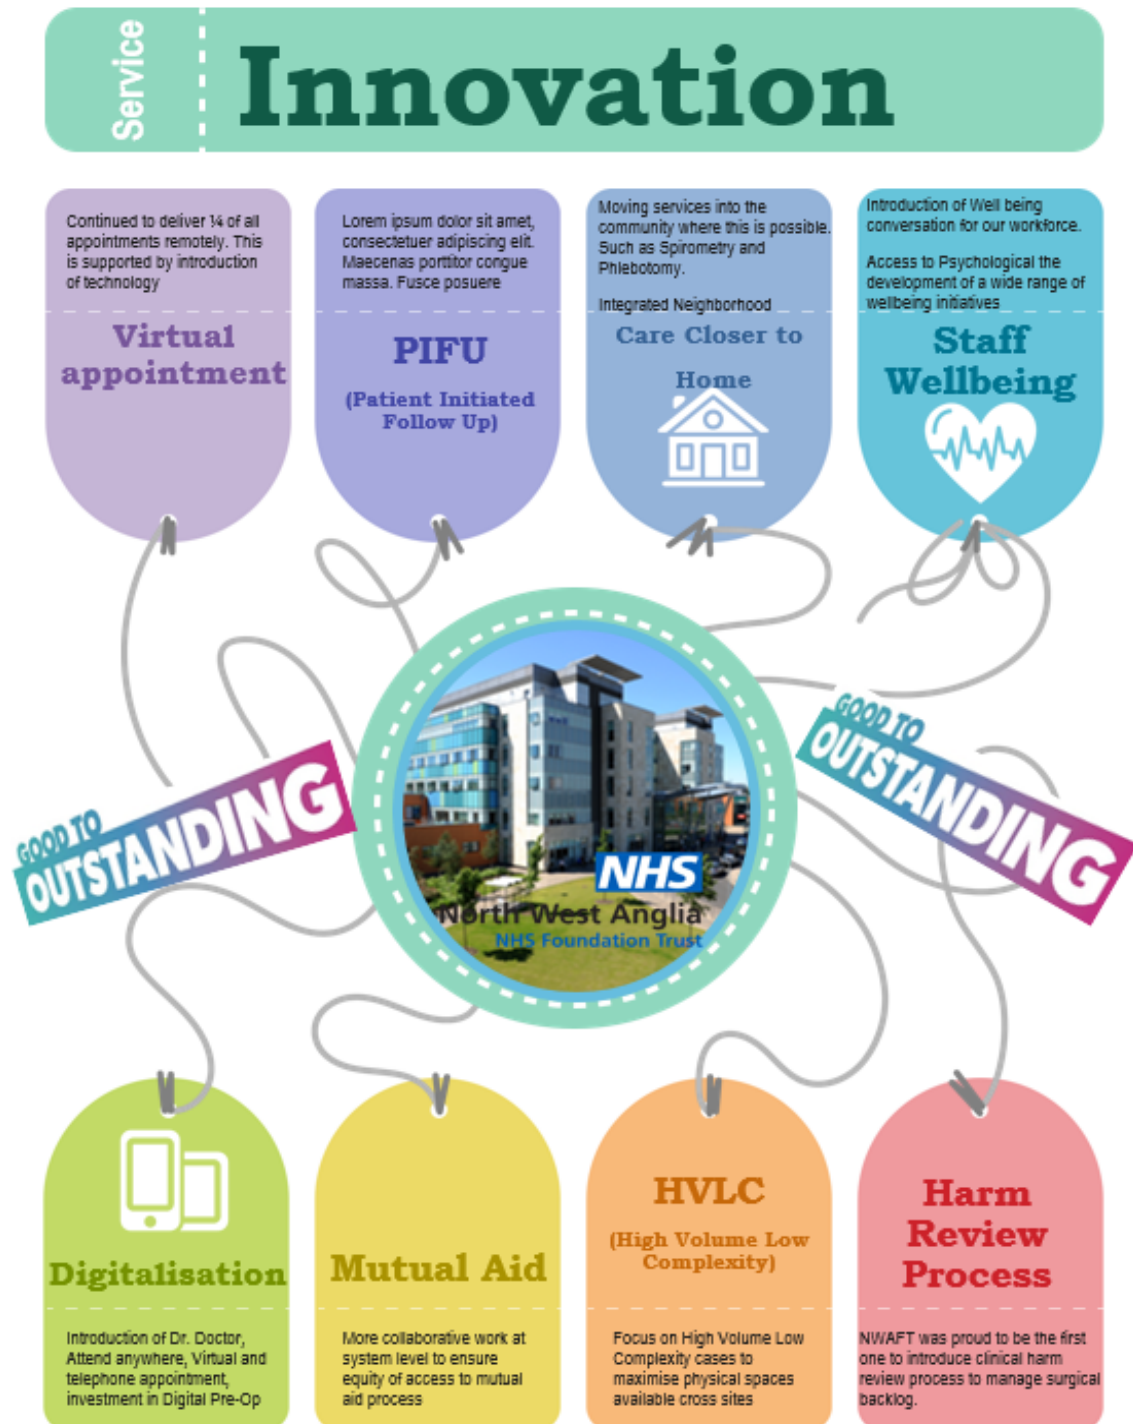 Service
Innovation
Continued to deliver ¼ of all
appointments remotely. This
is supported by introduction
of technology
Virtual
appointment
Lorem ipsum dolor sit amet,
consectetuer adipiscing elit.
Maecenas porttitor congue
massa. Fusce posuere
PIFU
(Patient Initiated
Follow Up)
Moving services into the
community where this is possible.
Such as Spirometry and
Phlebotomy.
Integrated Neighborhood
Care Closer to
Home
Introduction of Well being
conversation for our workforce.
Access to Psychological the
development of a wide range of
wellbeing initiatives
Staff
Wellbeing
GOOD TO
OUTSTANDING
NHS
North West Anglia
NHS Foundation Trust
GOOD TO
OUTSTANDING
Digitalisation
Introduction of Dr. Doctor,
Attend anywhere, Virtual and
telephone appointment,
investment in Digital Pre-Op
Mutual Aid
More collaborative work at
system level to ensure
equity of access to mutual
aid process
HVLC
(High Volume Low
Complexity)
Focus on High Volume Low
Complexity cases to
maximise physical spaces
available cross sites
Harm
Review
Process
NWAFT was proud to be the first
one to introduce clinical harm
review process to manage surgical
backlog.